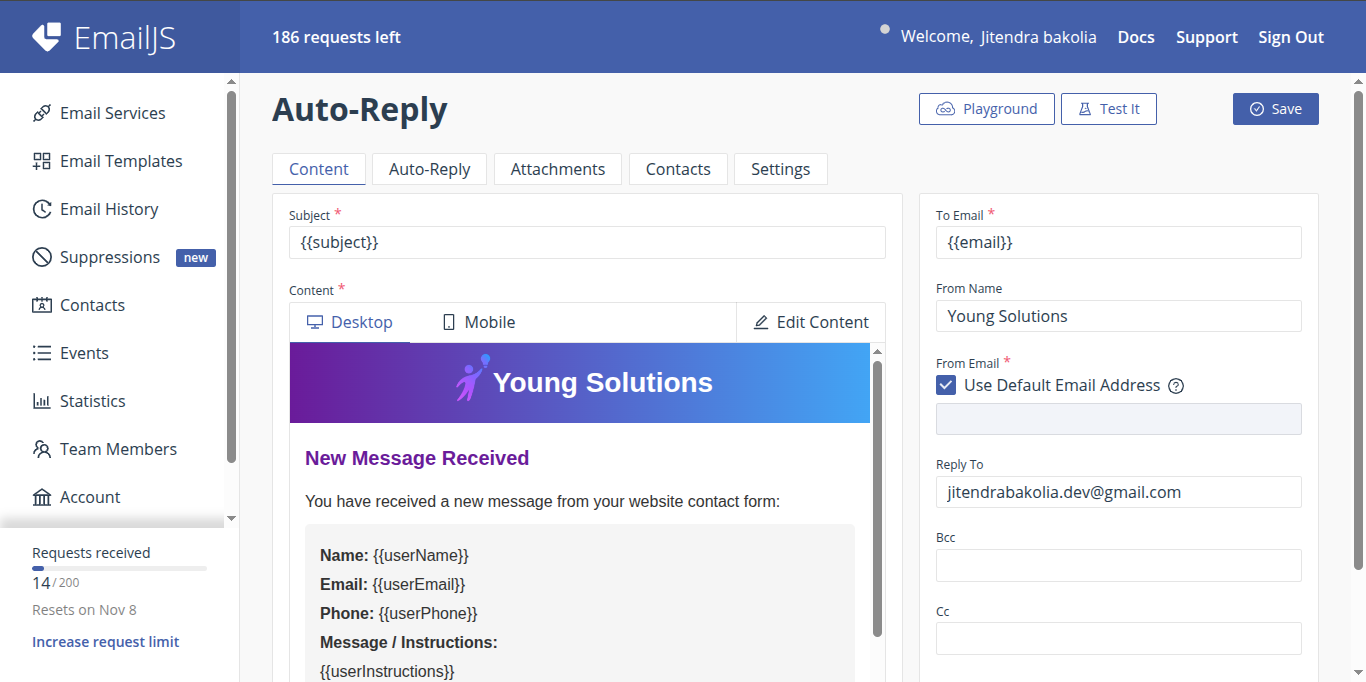 EmailJS
186 requests left
Welcome, Jitendra bakolia
Docs
Support
Sign Out
Email Services
Email Templates
Email History
Suppressions new
Contacts
Events
Statistics
Team Members
Account
Requests received
14/200
Resets on Nov 8
Increase request limit
Auto-Reply
Playground
Test It
Save
Content
Auto-Reply
Attachments
Contacts
Settings
Subject *
{{subject}}
Content *
Desktop
Mobile
Edit Content
Young Solutions
New Message Received
You have received a new message from your website contact form:
Name: {{userName}}
Email: {{userEmail}}
Phone: {{userPhone}}
Message / Instructions:
{{userInstructions}}
To Email *
{{email}}
From Name
Young Solutions
From Email *
Use Default Email Address ?
Reply To
jitendrabakolia.dev@gmail.com
Bcc
Cc